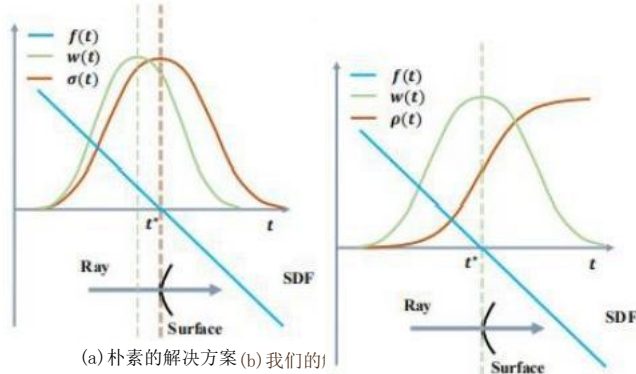 f(t)
w(t)
σ(t)
t*
t
Ray
SDF
Surface
(a) 朴素的解决方案
f(t)
w(t)
ρ(t)
t*
t
Ray
SDF
Surface
(b) 我们的